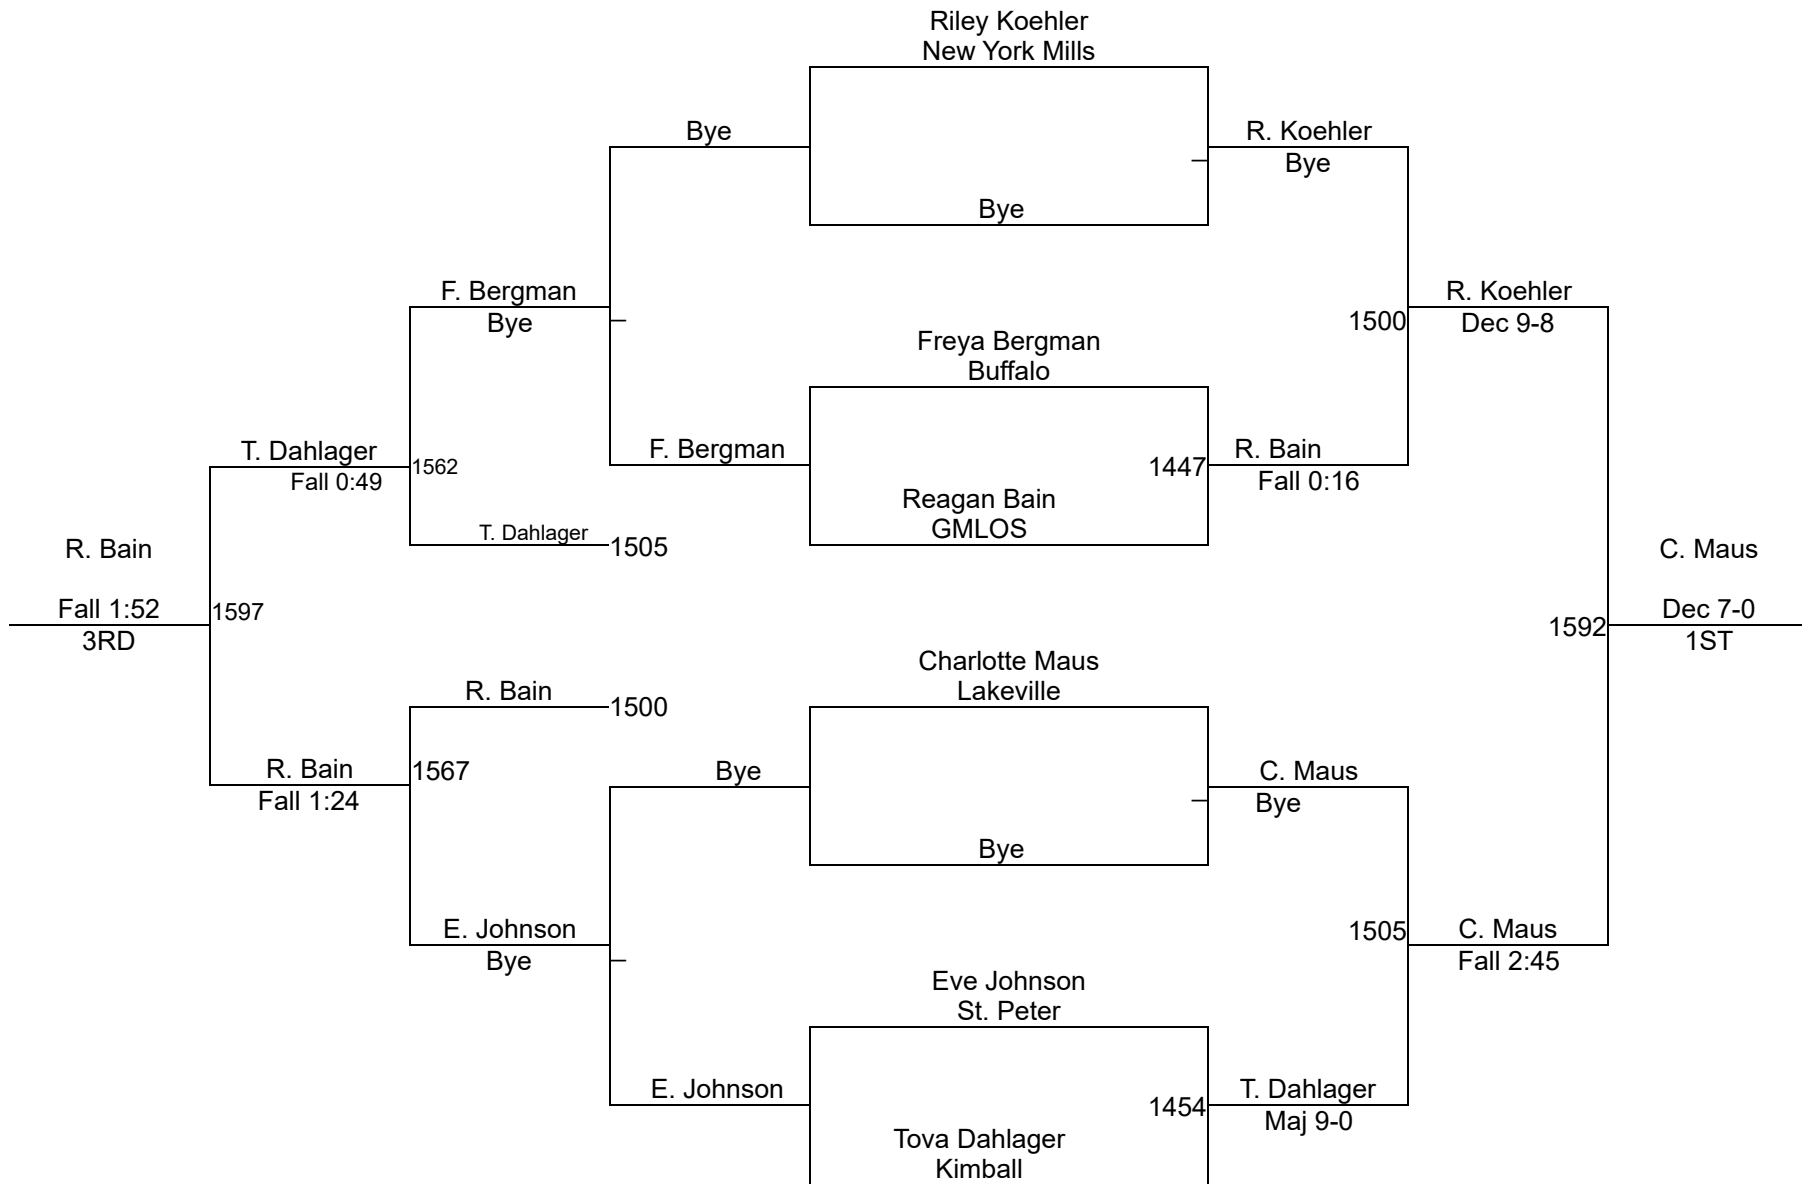 Riley Koehler
New York Mills
Bye
R. Koehler
Bye
Bye
F. Bergman
Bye
R. Koehler
1500
Dec 9-8
Freya Bergman
Buffalo
T. Dahlager
F. Bergman
R. Bain
1562
1447
Fall 0:49
Fall 0:16
Reagan Bain
GMLOS
T. Dahlager
1505
R. Bain
C. Maus
Fall 1:52
1597
Dec 7-0
1592
3RD
1ST
Charlotte Maus
Lakeville
R. Bain
1500
R. Bain
1567
Bye
C. Maus
Fall 1:24
Bye
Bye
E. Johnson
1505
C. Maus
Bye
Fall 2:45
Eve Johnson
St. Peter
E. Johnson
T. Dahlager
1454
Maj 9-0
Tova Dahlager
Kimball